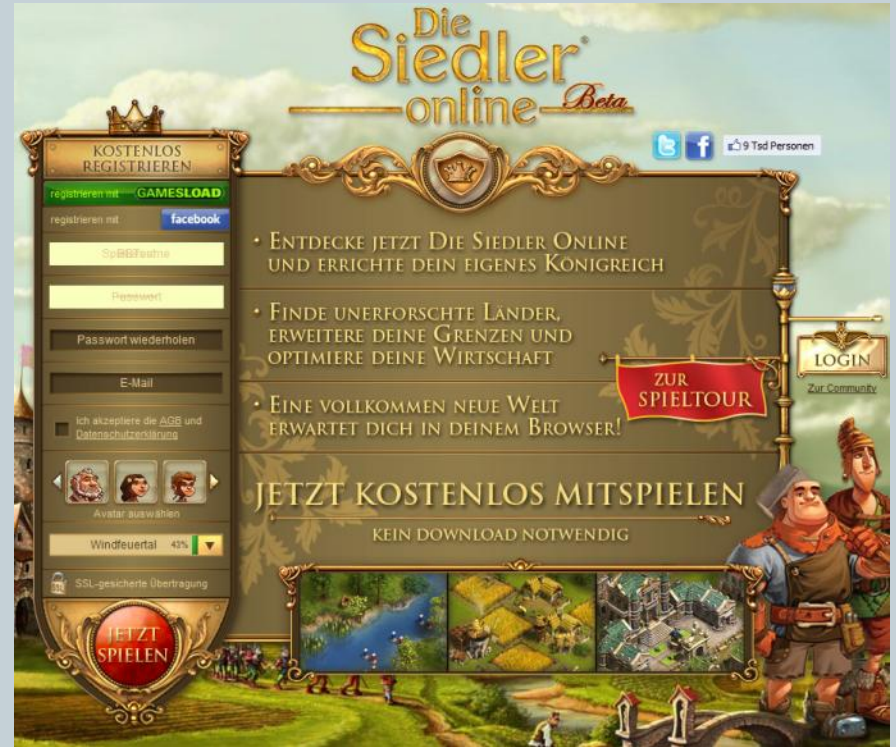 Die
Siedler
online
Beta
9 Tsd Personen
KOSTENLOS
REGISTRIEREN
registrieren mit GAMESLOAD
registrieren mit facebook
Passwort
Passwort wiederholen
E-Mail
Ich akzeptiere die AGB und
Datenschutzerklärung
Avatar auswählen
Windfeuertal 43%
SSL-gesicherte Übertragung
JETZT
SPIELEN
• ENTDECKE JETZT DIE SIEDLER ONLINE
UND ERRICHTE DEIN EIGENES KÖNIGREICH
• FINDE UNERFORSCHTE LÄNDER,
ERWEITERE DEINE GRENZEN UND
OPTIMIERE DEINE WIRTSCHAFT
• EINE VOLLKOMMEN NEUE WELT
ERWARTET DICH IN DEINEM BROWSER!
ZUR
SPIELTOUR
JETZT KOSTENLOS MITSPIELEN
KEIN DOWNLOAD NOTWENDIG
LOGIN
Zur Community